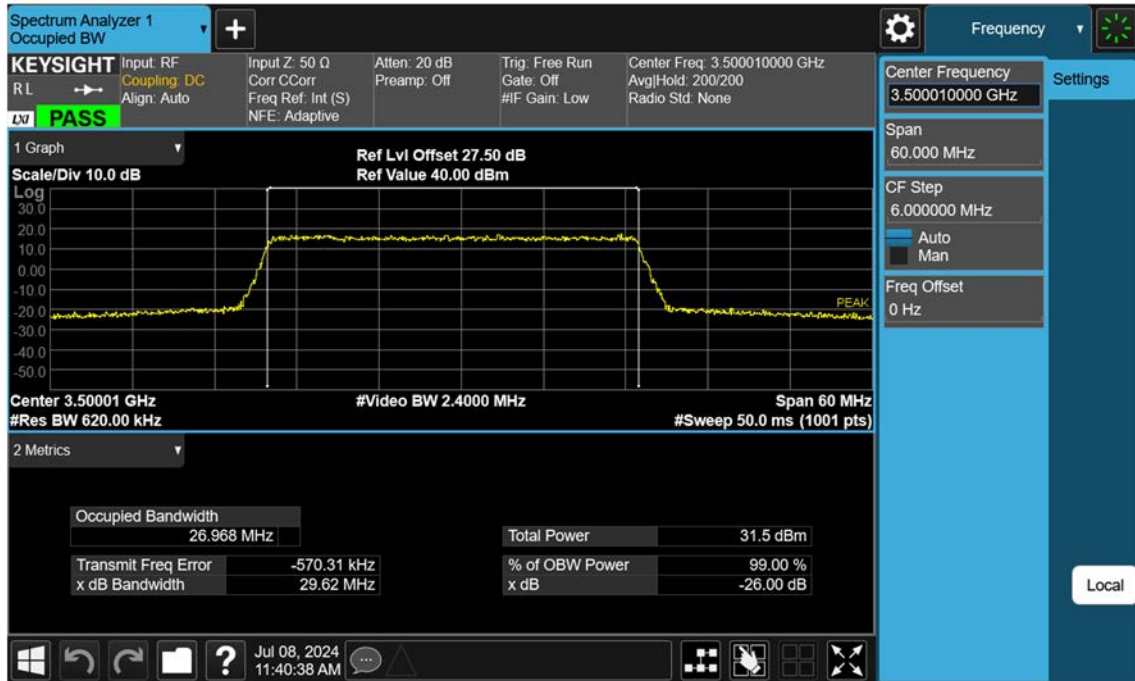 Spectrum Analyzer 1
Occupied BW
+
Frequency
KEYSIGHT
RL
LXI PASS
Input: RF
Coupling: DC
Align: Auto
Input Z: 50 Ω
Corr CCorr
Freq Ref: Int (S)
NFE: Adaptive
Atten: 20 dB
Preamp: Off
Trig: Free Run
Gate: Off
#IF Gain: Low
Center Freq: 3.500010000 GHz
Avg|Hold: 200/200
Radio Std: None
Center Frequency
3.500010000 GHz
Settings
Span
60.000 MHz
CF Step
6.000000 MHz
Auto
Man
Freq Offset
0 Hz
Local
1 Graph
Scale/Div 10.0 dB
Ref Lvl Offset 27.50 dB
Ref Value 40.00 dBm
Log
30.0
20.0
10.0
0.00
-10.0
-20.0
-30.0
-40.0
-50.0
PEAK
Center 3.50001 GHz
#Video BW 2.4000 MHz
Span 60 MHz
#Res BW 620.00 kHz
#Sweep 50.0 ms (1001 pts)
2 Metrics
Occupied Bandwidth
26.968 MHz
Total Power 31.5 dBm
Transmit Freq Error -570.31 kHz
% of OBW Power 99.00 %
x dB Bandwidth 29.62 MHz
x dB -26.00 dB
?
Jul 08, 2024
11:40:38 AM